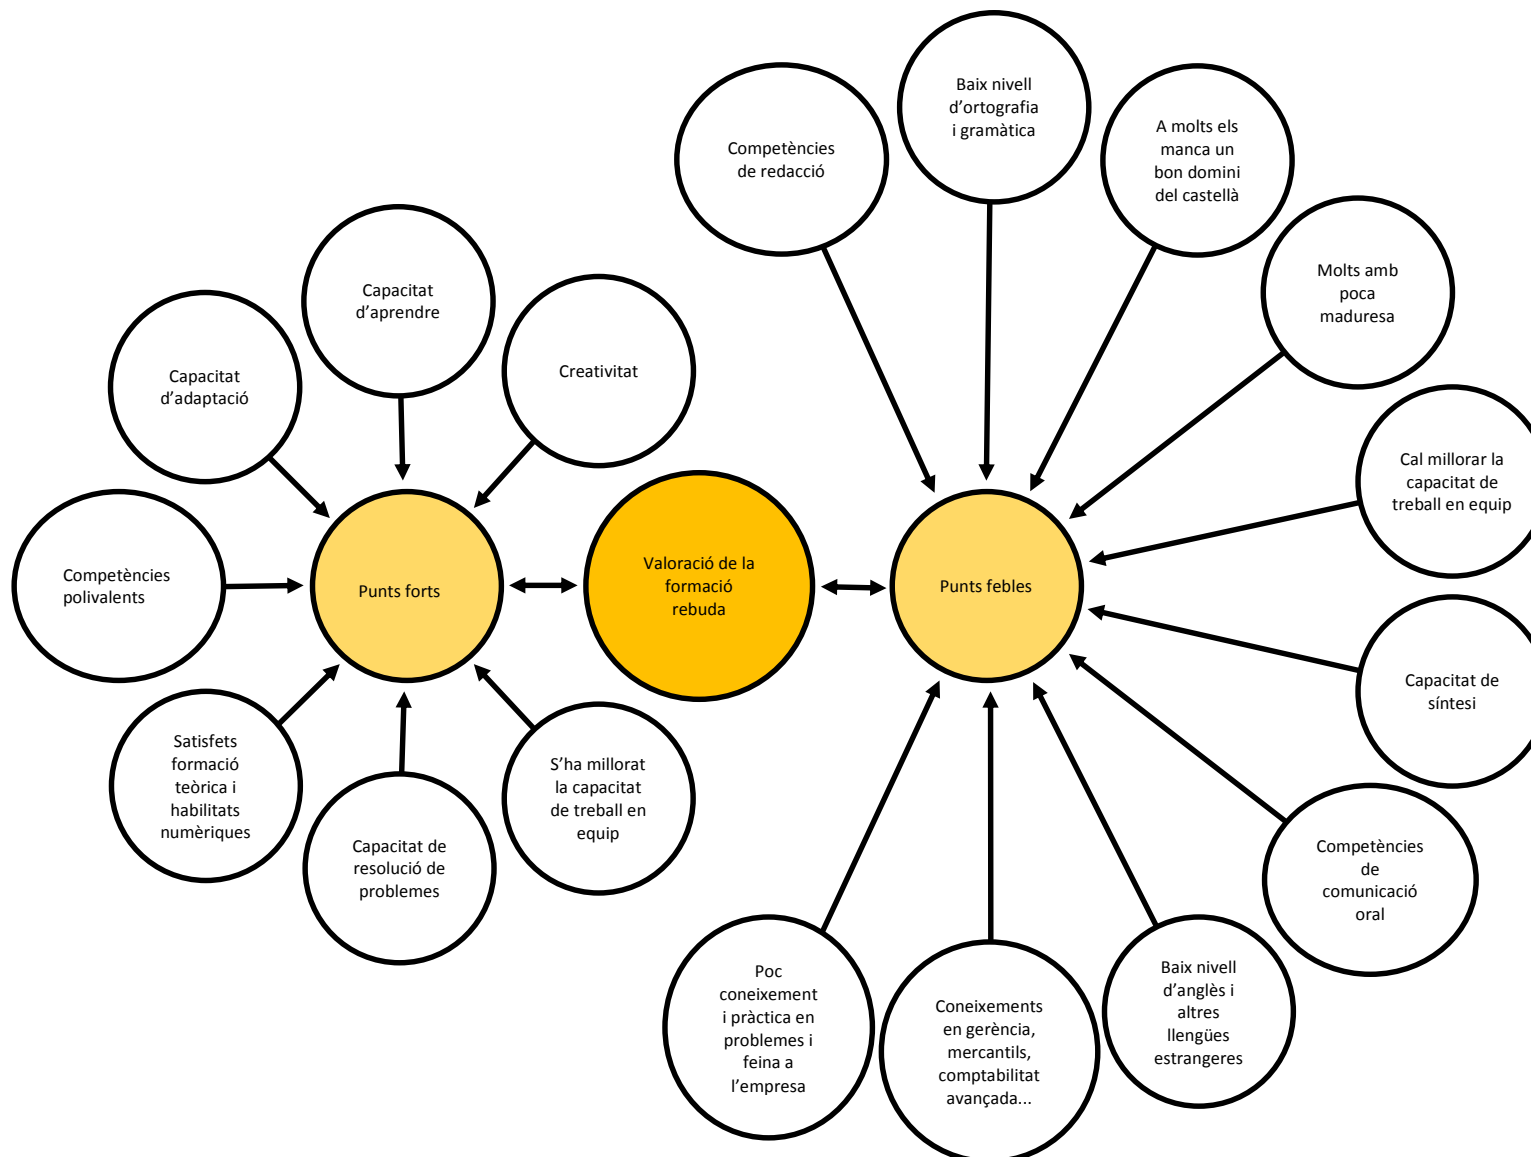 Baix nivell
d’ortografia
i gramàtica
Competències
de redacció
A molts els
manca un
bon domini
del castellà
Molts amb
poca
maduresa
Capacitat
d’aprendre
Creativitat
Capacitat
d’adaptació
Cal millorar la
capacitat de
treball en equip
Competències
polivalents
Punts forts
Valoració de la
formació
rebuda
Punts febles
Capacitat de
síntesi
Satisfets
formació
teòrica i
habilitats
numèriques
Capacitat de
resolució de
problemes
S’ha millorat
la capacitat
de treball en
equip
Competències
de
comunicació
oral
Poc
coneixement
i pràctica en
problemes i
feina a
l’empresa
Coneixements
en gerència,
mercantils,
comptabilitat
avançada...
Baix nivell
d’anglès i
altres
llengües
estrangeres